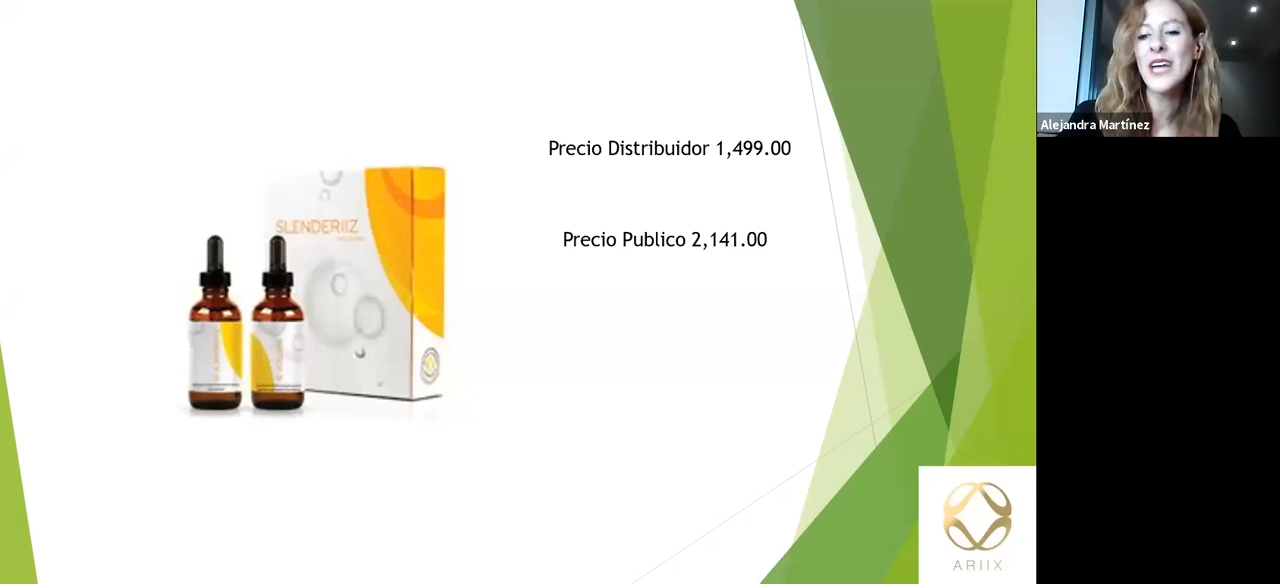 Precio Distribuidor 1,499.00
Alejandra Martínez
Precio Publico 2,141.00
SLENDERIIZ
ARIIX